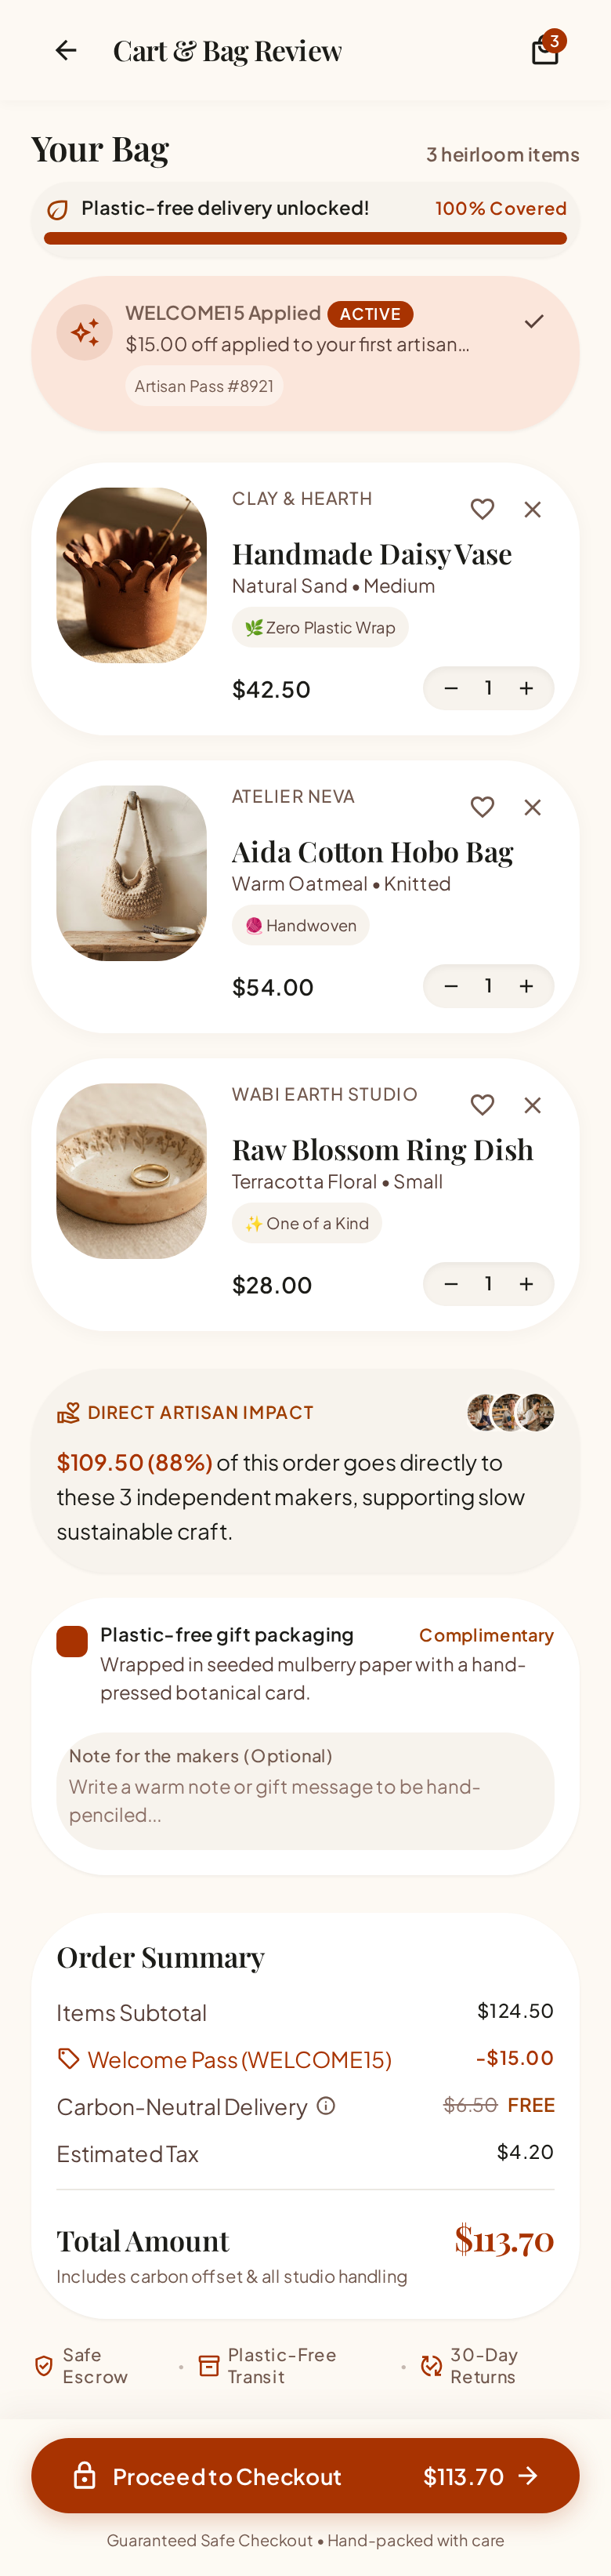 Cart & Bag Review
3
Your Bag
3 heirloom items
Plastic-free delivery unlocked!
100% Covered
WELCOME15 Applied
ACTIVE
$15.00 off applied to your first artisan...
Artisan Pass #8921
CLAY & HEARTH
Handmade Daisy Vase
Natural Sand • Medium
🌿 Zero Plastic Wrap
$42.50
− 1 +
ATELIER NEVA
Aida Cotton Hobo Bag
Warm Oatmeal • Knitted
🧶 Handwoven
$54.00
− 1 +
WABI EARTH STUDIO
Raw Blossom Ring Dish
Terracotta Floral • Small
✨ One of a Kind
$28.00
− 1 +
DIRECT ARTISAN IMPACT
$109.50 (88%) of this order goes directly to
these 3 independent makers, supporting slow
sustainable craft.
Plastic-free gift packaging
Complimentary
Wrapped in seeded mulberry paper with a hand-
pressed botanical card.
Note for the makers (Optional)
Write a warm note or gift message to be hand-
penciled...
Order Summary
Items Subtotal
$124.50
Welcome Pass (WELCOME15)
-$15.00
Carbon-Neutral Delivery
$6.50 FREE
Estimated Tax
$4.20
Total Amount
$113.70
Includes carbon offset & all studio handling
Safe
Escrow
•
Plastic-Free
Transit
•
30-Day
Returns
Proceed to Checkout
$113.70
Guaranteed Safe Checkout • Hand-packed with care